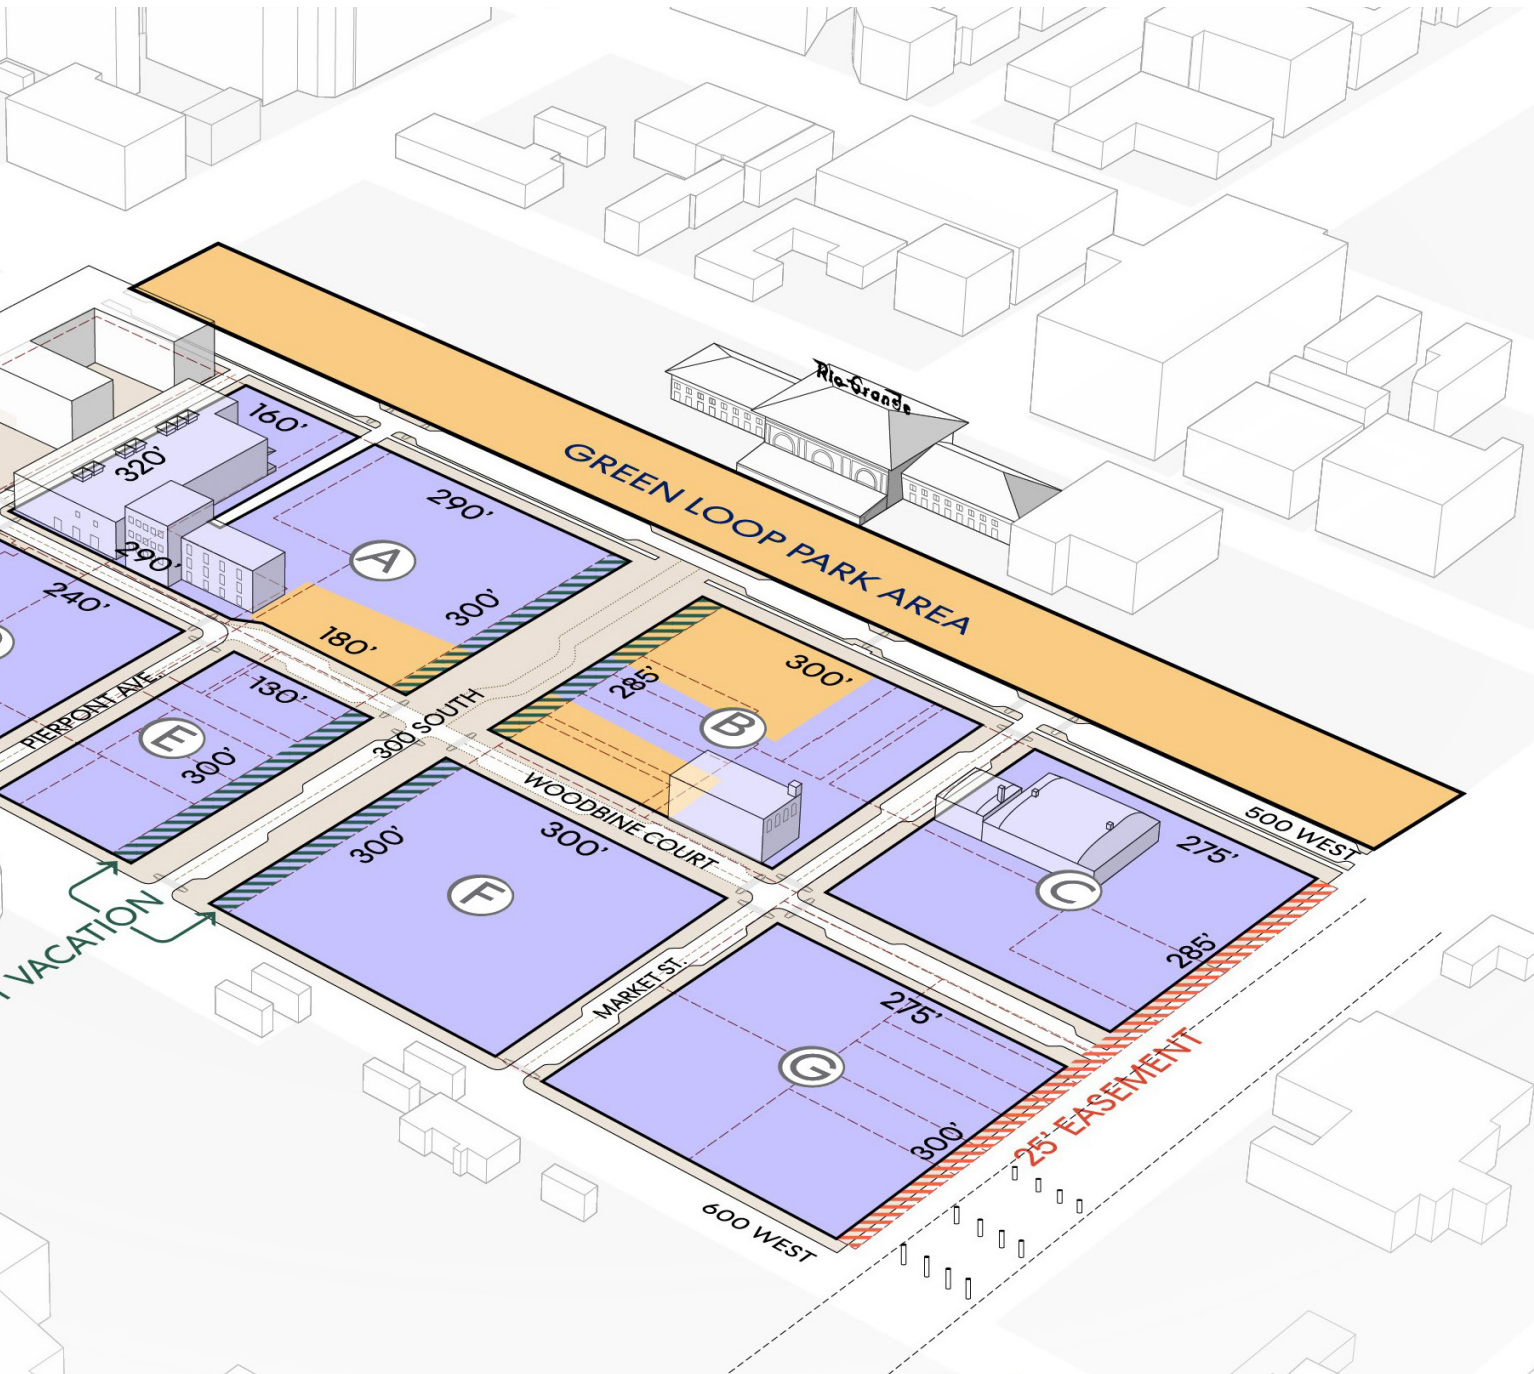 Rio Grande
GREEN LOOP PARK AREA
160'
320'
290'
290'
A
300'
180'
240'
PIERPONT AVE.
130'
E
300'
300 SOUTH
285'
300'
B
WOODBINE COURT
500 WEST
275'
C
285'
300'
300'
F
VACATION
MARKET ST.
275'
G
300'
25' EASEMENT
600 WEST